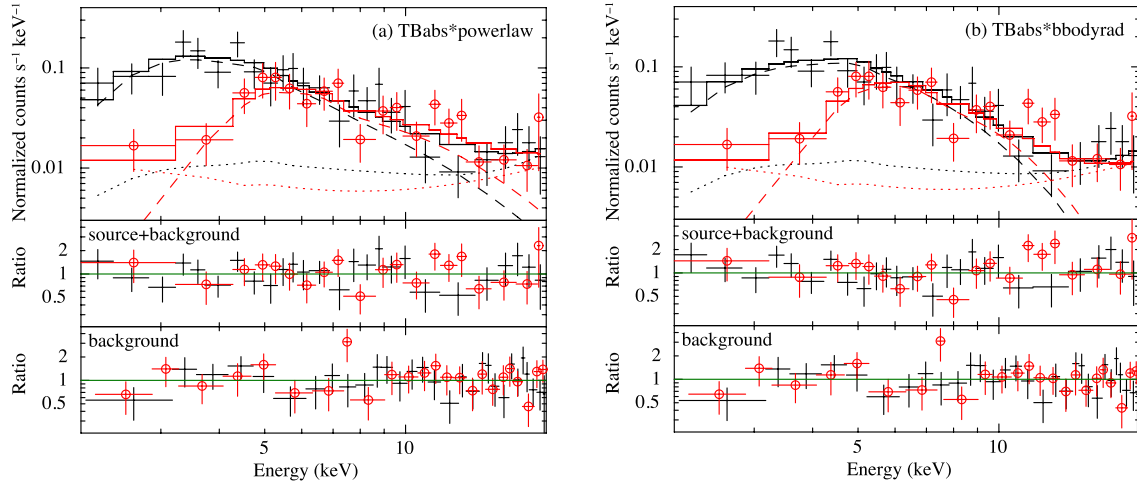 (a) TBabs*powerlaw
Normalized counts s⁻¹ keV⁻¹
0.1
0.01
source+background
Ratio
2
1
0.5
background
Ratio
2
1
0.5
5
10
Energy (keV)
(b) TBabs*bbodyrad
Normalized counts s⁻¹ keV⁻¹
0.1
0.01
source+background
Ratio
2
1
0.5
background
Ratio
2
1
0.5
5
10
Energy (keV)